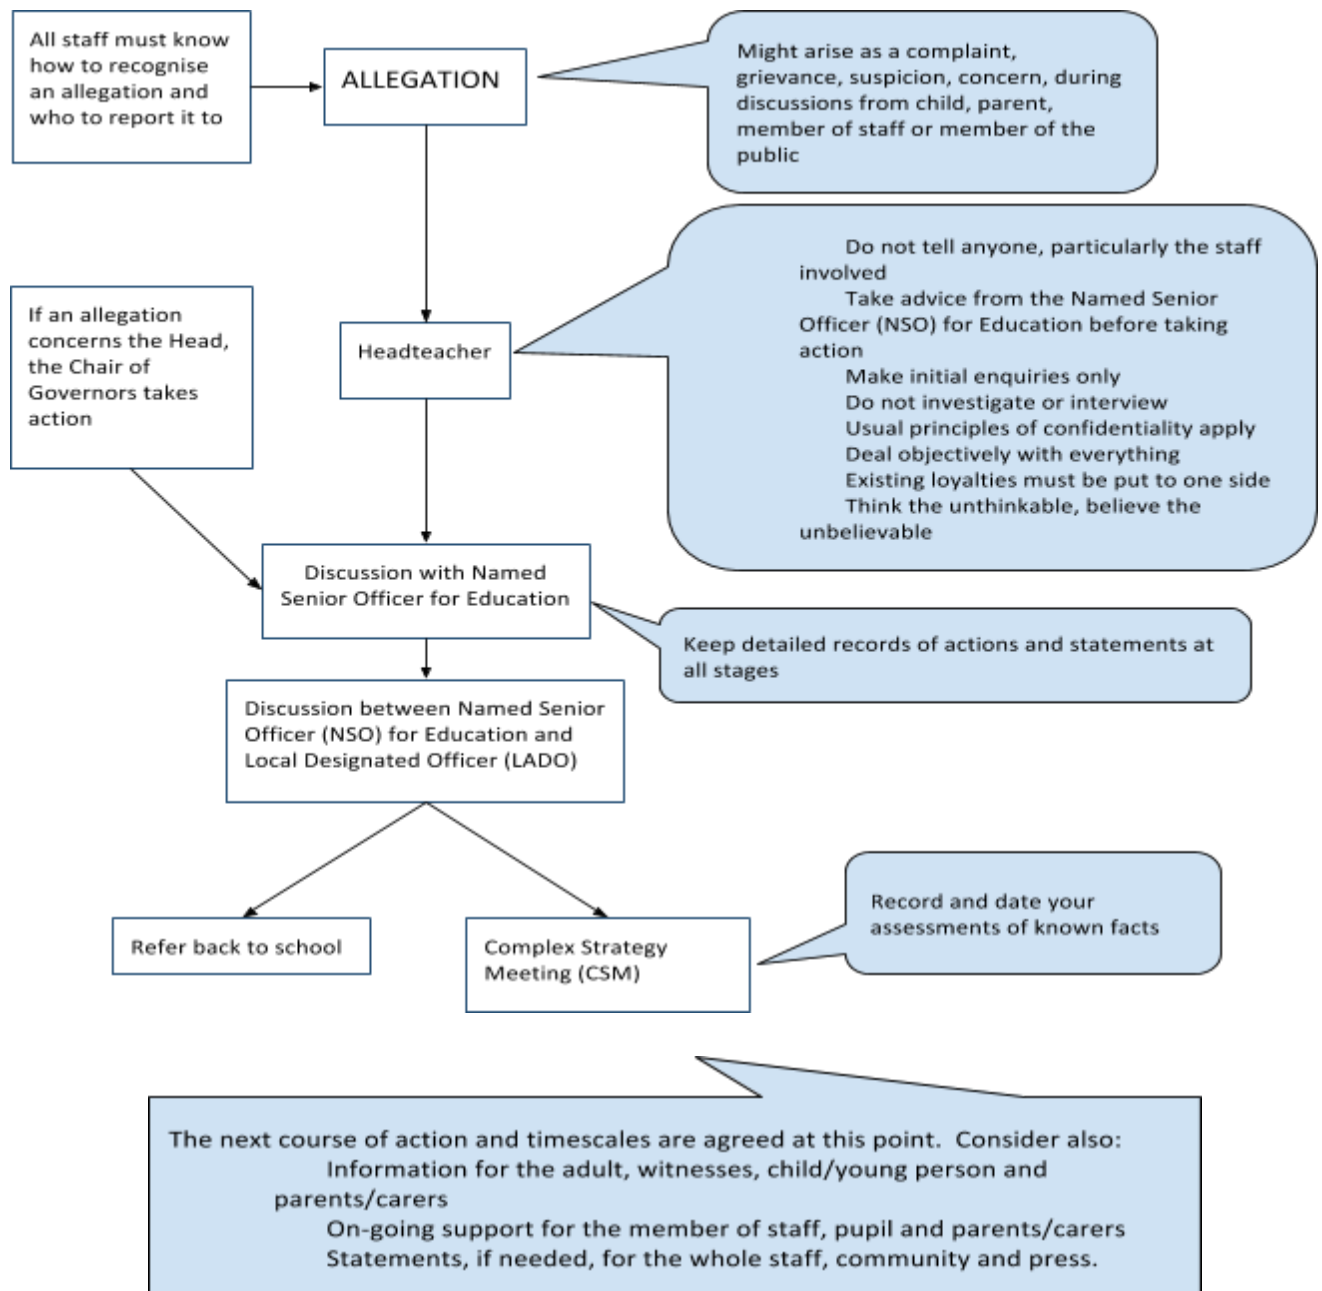 All staff must know
how to recognise
an allegation and
who to report it to
ALLEGATION
Might arise as a complaint,
grievance, suspicion, concern, during
discussions from child, parent,
member of staff or member of the
public
Do not tell anyone, particularly the staff
involved
Take advice from the Named Senior
Officer (NSO) for Education before taking
action
Make initial enquiries only
Do not investigate or interview
Usual principles of confidentiality apply
Deal objectively with everything
Existing loyalties must be put to one side
Think the unthinkable, believe the
unbelievable
If an allegation
concerns the Head,
the Chair of
Governors takes
action
Headteacher
Discussion with Named
Senior Officer for Education
Keep detailed records of actions and statements at
all stages
Discussion between Named Senior
Officer (NSO) for Education and
Local Designated Officer (LADO)
Refer back to school
Complex Strategy
Meeting (CSM)
Record and date your
assessments of known facts
The next course of action and timescales are agreed at this point.  Consider also:
Information for the adult, witnesses, child/young person and
parents/carers
On-going support for the member of staff, pupil and parents/carers
Statements, if needed, for the whole staff, community and press.